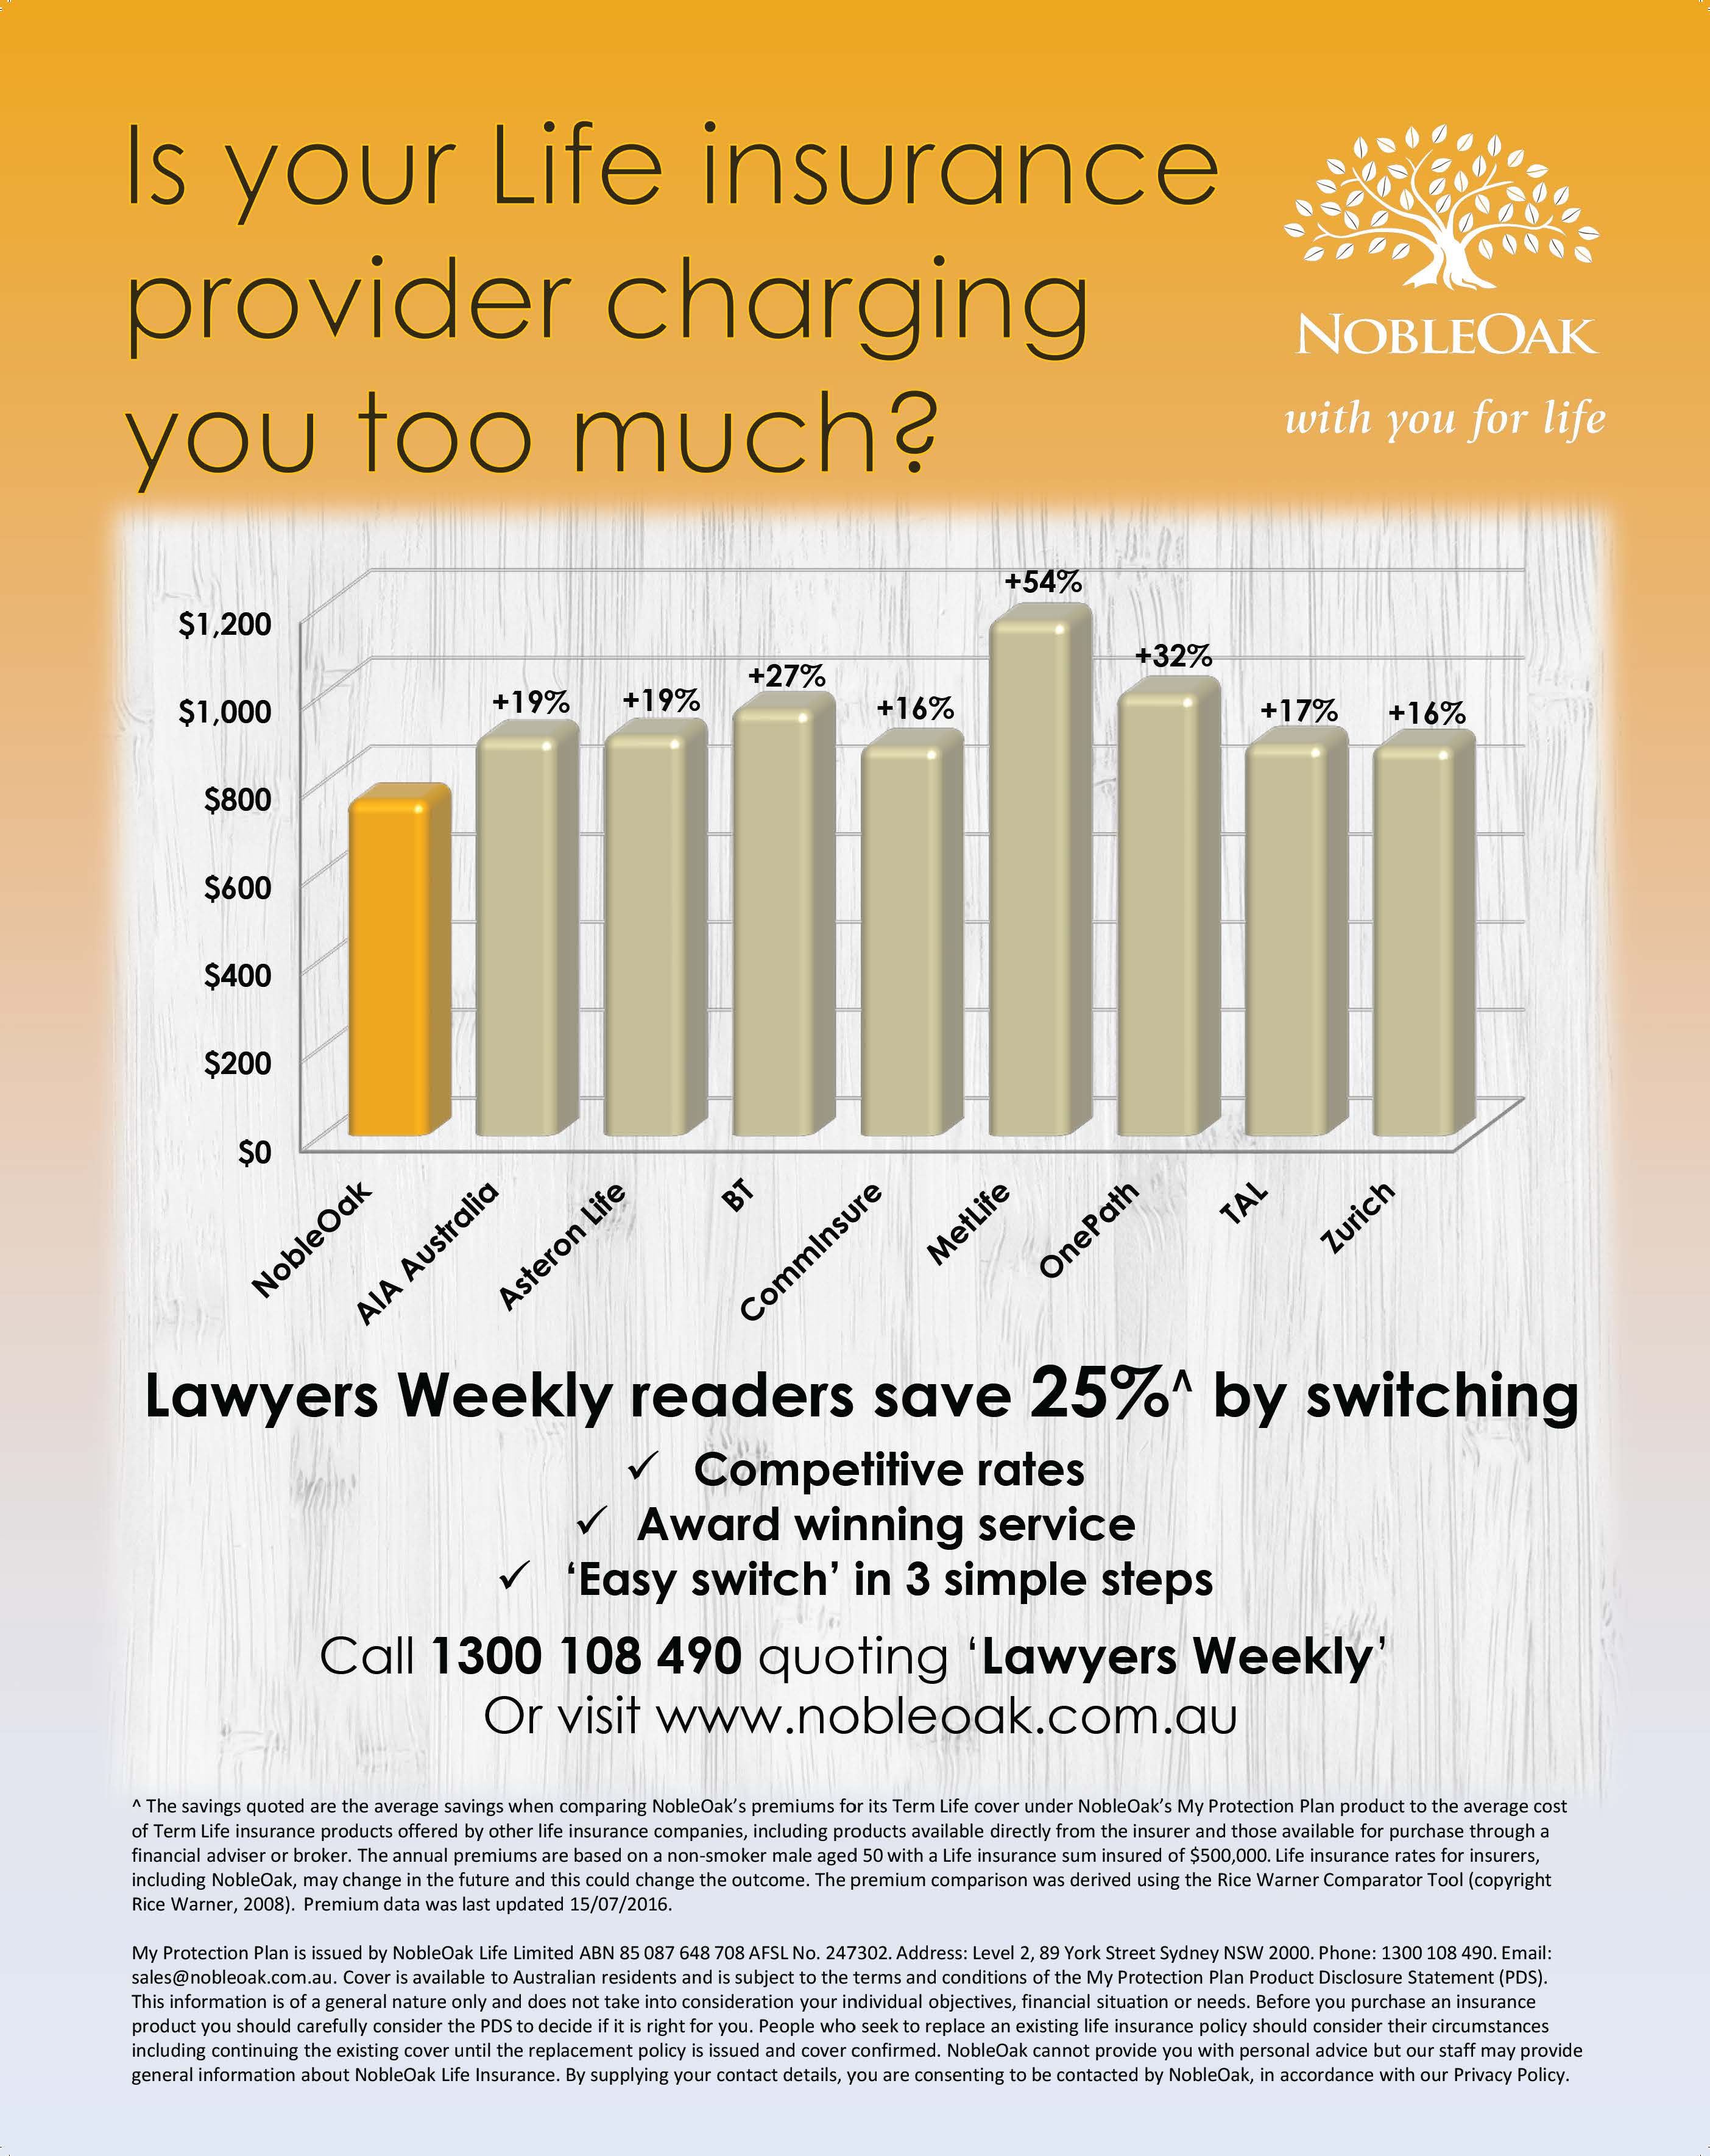 Is your Life insurance
provider charging
you too much?
NOBLEOAK
with you for life
+54%
$1,200
+32%
+27%
+19%
+19%
+16%
+17%
+16%
$1,000
$800
$600
$400
$200
$0
NobleOak
AIA Australia
Asteron Life
BT
CommInsure
MetLife
OnePath
TAL
Zurich
Lawyers Weekly readers save 25%^ by switching
✓ Competitive rates
✓ Award winning service
✓ ‘Easy switch’ in 3 simple steps
Call 1300 108 490 quoting ‘Lawyers Weekly’
Or visit www.nobleoak.com.au
^ The savings quoted are the average savings when comparing NobleOak’s premiums for its Term Life cover under NobleOak’s My Protection Plan product to the average cost
of Term Life insurance products offered by other life insurance companies, including products available directly from the insurer and those available for purchase through a
financial adviser or broker. The annual premiums are based on a non-smoker male aged 50 with a Life insurance sum insured of $500,000. Life insurance rates for insurers,
including NobleOak, may change in the future and this could change the outcome. The premium comparison was derived using the Rice Warner Comparator Tool (copyright
Rice Warner, 2008). Premium data was last updated 15/07/2016.
My Protection Plan is issued by NobleOak Life Limited ABN 85 087 648 708 AFSL No. 247302. Address: Level 2, 89 York Street Sydney NSW 2000. Phone: 1300 108 490. Email:
sales@nobleoak.com.au. Cover is available to Australian residents and is subject to the terms and conditions of the My Protection Plan Product Disclosure Statement (PDS).
This information is of a general nature only and does not take into consideration your individual objectives, financial situation or needs. Before you purchase an insurance
product you should carefully consider the PDS to decide if it is right for you. People who seek to replace an existing life insurance policy should consider their circumstances
including continuing the existing cover until the replacement policy is issued and cover confirmed. NobleOak cannot provide you with personal advice but our staff may provide
general information about NobleOak Life Insurance. By supplying your contact details, you are consenting to be contacted by NobleOak, in accordance with our Privacy Policy.